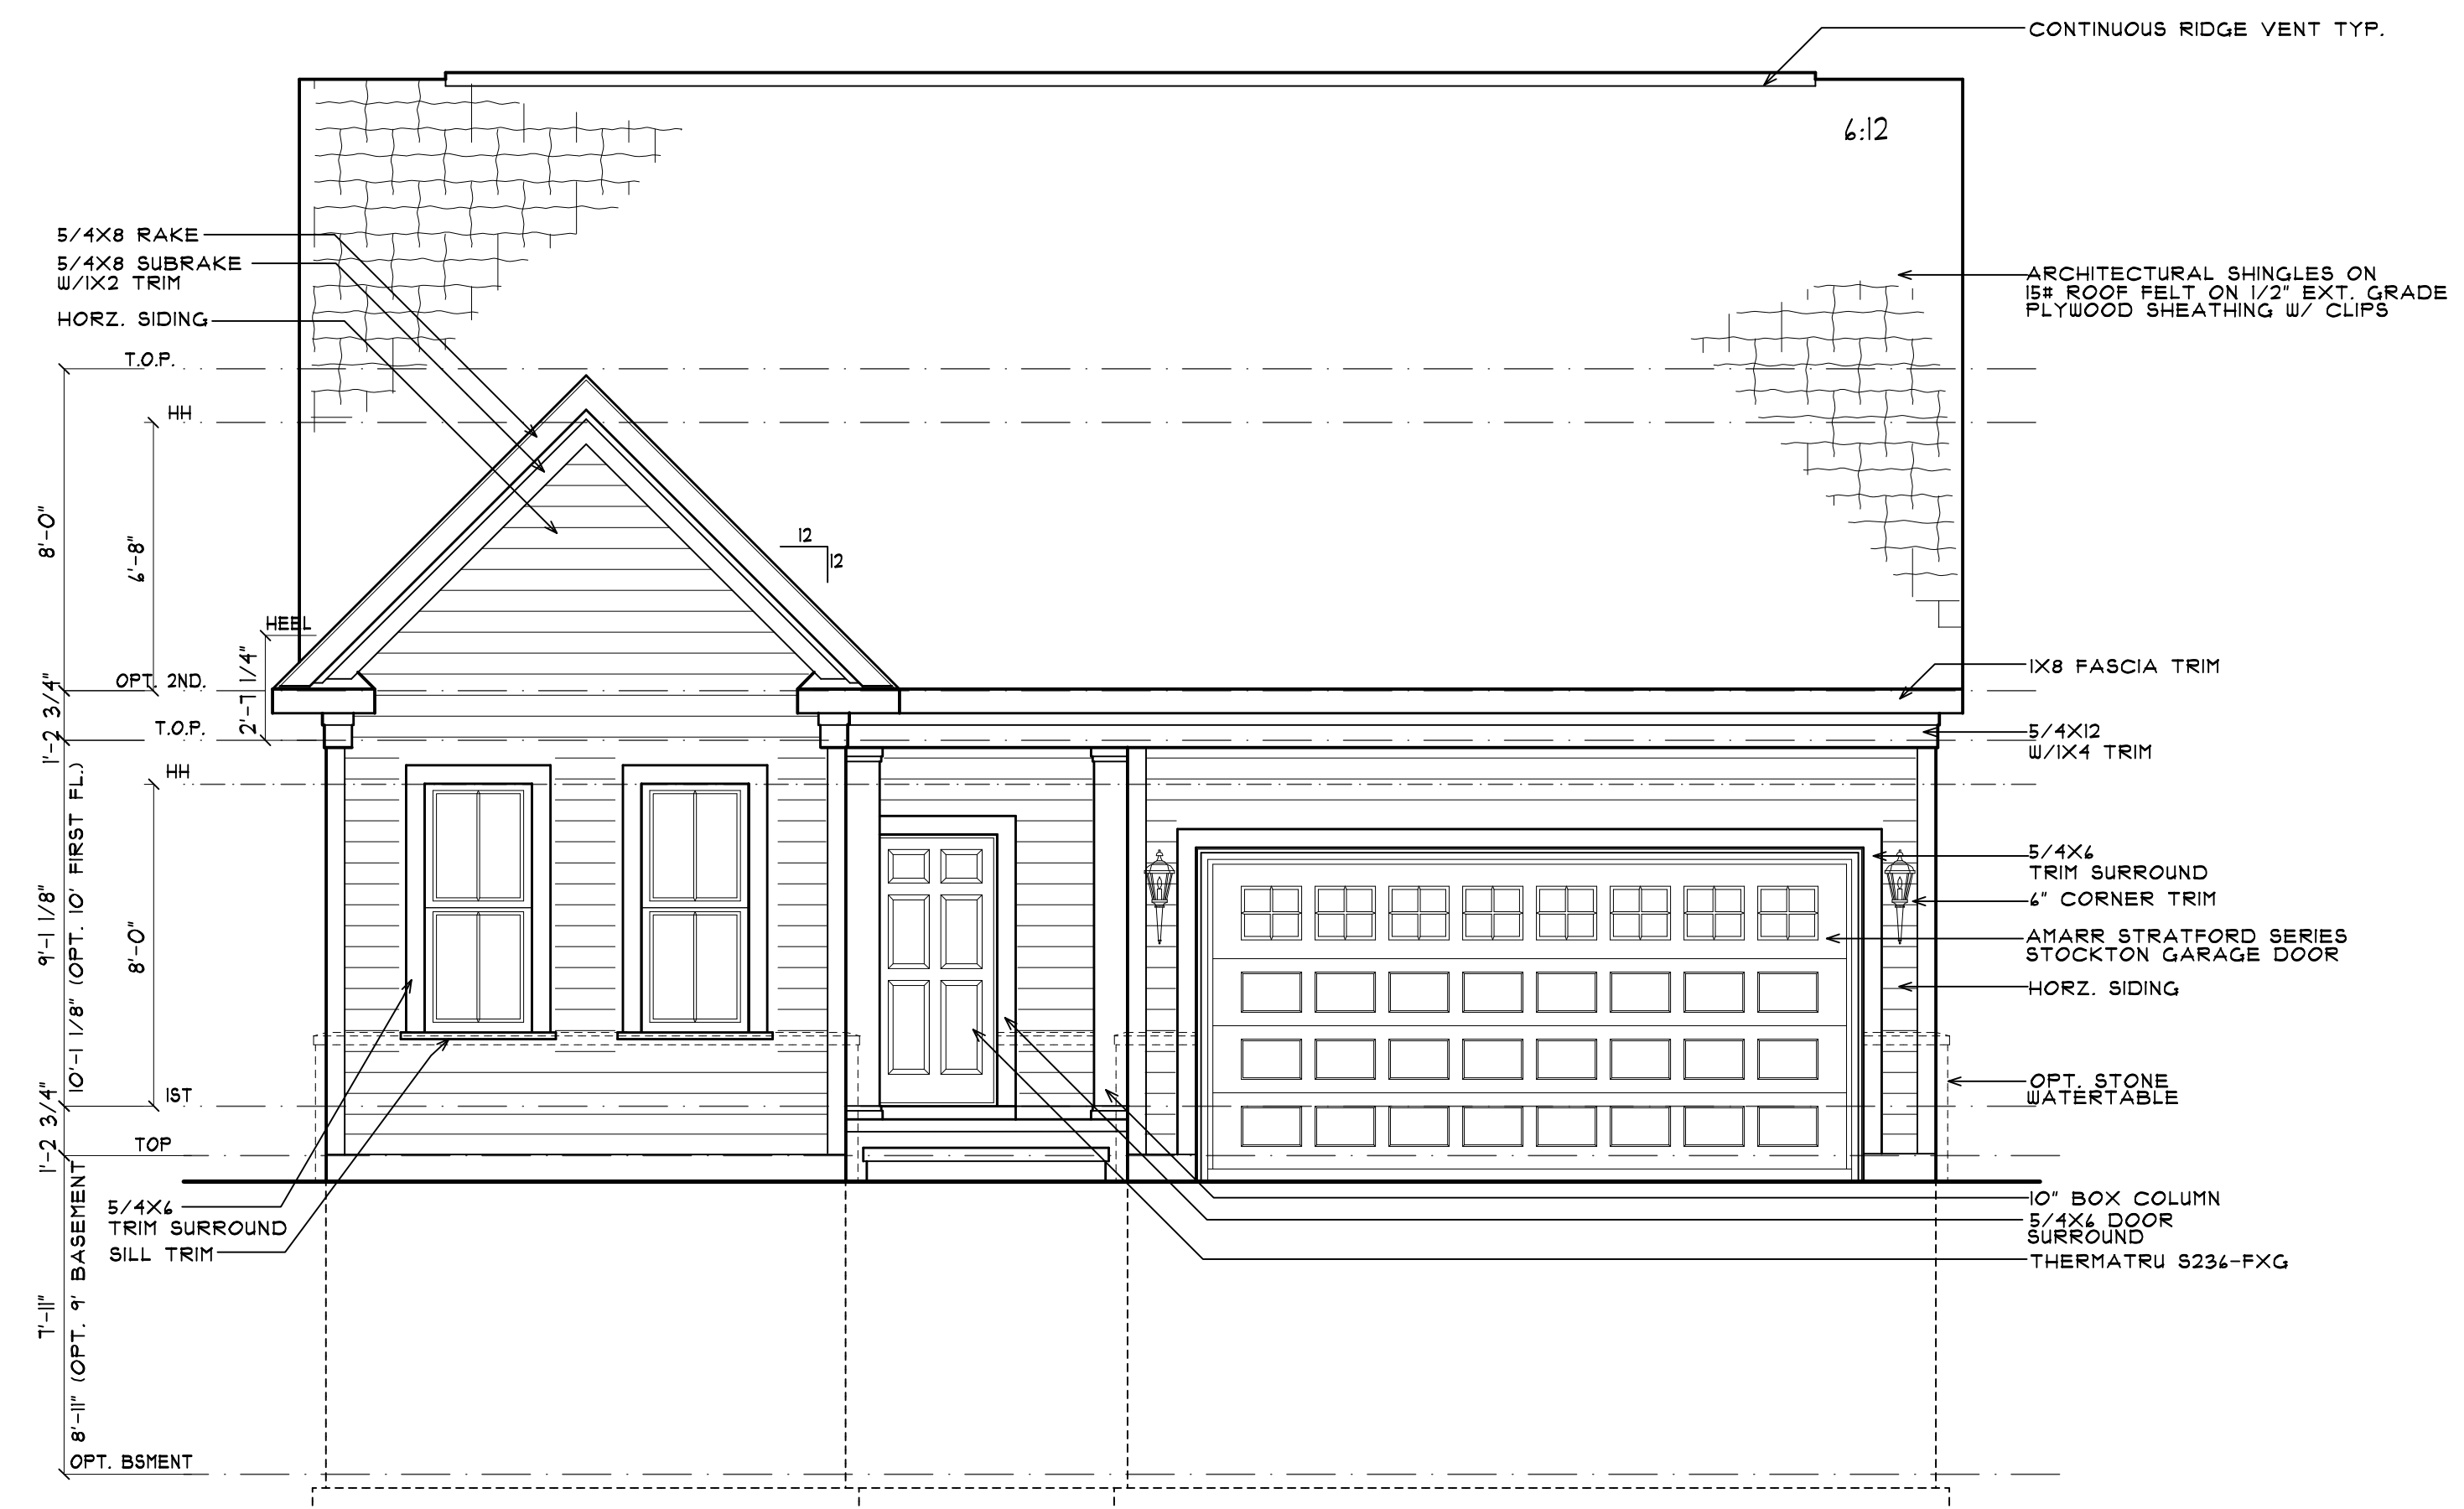 CONTINUOUS RIDGE VENT TYP.
6:12
5/4X8 RAKE
5/4X8 SUBRAKE
W/1X2 TRIM
HORZ. SIDING
ARCHITECTURAL SHINGLES ON
15# ROOF FELT ON 1/2" EXT. GRADE
PLYWOOD SHEATHING W/ CLIPS
T.O.P.
HH
8'-0"
6'-8"
12
12
HEEL
2'-7 1/4"
OPT. 2ND.
1'-2 3/4"
T.O.P.
1X8 FASCIA TRIM
5/4X12
W/1X4 TRIM
HH
9'-1 1/8"
10'-1 1/8" (OPT. 10' FIRST FL.)
8'-0"
5/4X6
TRIM SURROUND
6" CORNER TRIM
AMARR STRATFORD SERIES
STOCKTON GARAGE DOOR
HORZ. SIDING
OPT. STONE
WATERTABLE
1ST
1'-2 3/4"
TOP
5/4X6
TRIM SURROUND
SILL TRIM
10" BOX COLUMN
5/4X6 DOOR
SURROUND
THERMATRU S236-FXG
7'-11"
8'-11" (OPT. 9' BASEMENT
OPT. BSMENT